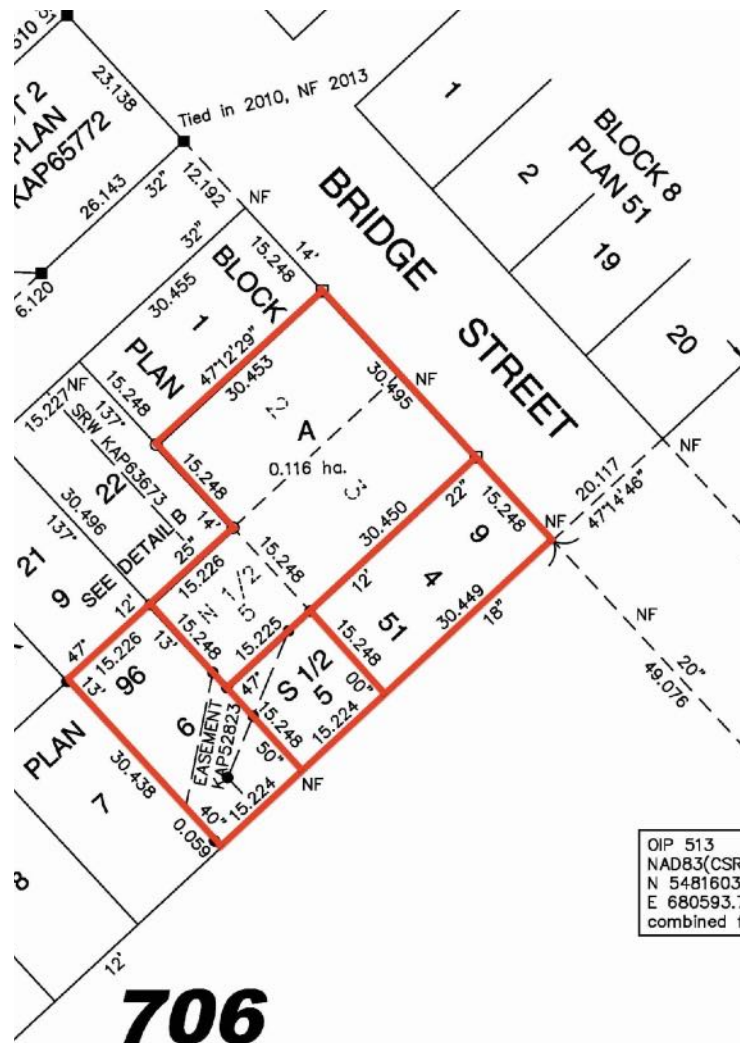 23.138
Tied in 2010, NF 2013
T 2
PLAN
KAP65772
26.143
32"
12.192
NF
6.120
BRIDGE
STREET
1
2
19
20
BLOCK 8
PLAN 51
15.248
14'
32"
30.455
BLOCK
1
PLAN
47°12'29"
30.453
30.495
NF
2
A
0.116 ha.
3
15.248
NF
15.227
137'
SRW KAP63673
22
15.248
14'
30.496
137'
SEE DETAIL B
25"
15.226
N 1/2
5
15.248
30.450
22"
15.248
9
4
51
12'
30.449
18"
NF
NF
20.117
47°14'46"
NF
20"
49.076
21
9
12'
47'
15.226
13'
13'
96
6
15.248
15.225
47'
S 1/2
5
15.248
00"
15.248
15.224
50"
EASEMENT
KAP52823
40"
15.224
NF
30.438
0.059
PLAN
7
8
12'
OIP 513
NAD83(CSR
N 5481603
E 680593.7
combined
706